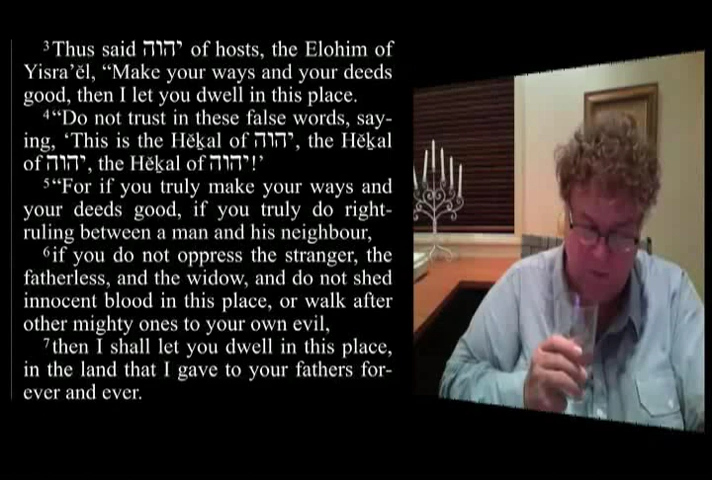 ³Thus said יהוה of hosts, the Elohim of
Yisra’ĕl, “Make your ways and your deeds
good, then I let you dwell in this place.
⁴“Do not trust in these false words, say-
ing, ‘This is the Hĕḵal of יהוה, the Hĕḵal
of יהוה, the Hĕḵal of יהוה!’
⁵“For if you truly make your ways and
your deeds good, if you truly do right-
ruling between a man and his neighbour,
⁶if you do not oppress the stranger, the
fatherless, and the widow, and do not shed
innocent blood in this place, or walk after
other mighty ones to your own evil,
⁷then I shall let you dwell in this place,
in the land that I gave to your fathers for-
ever and ever.